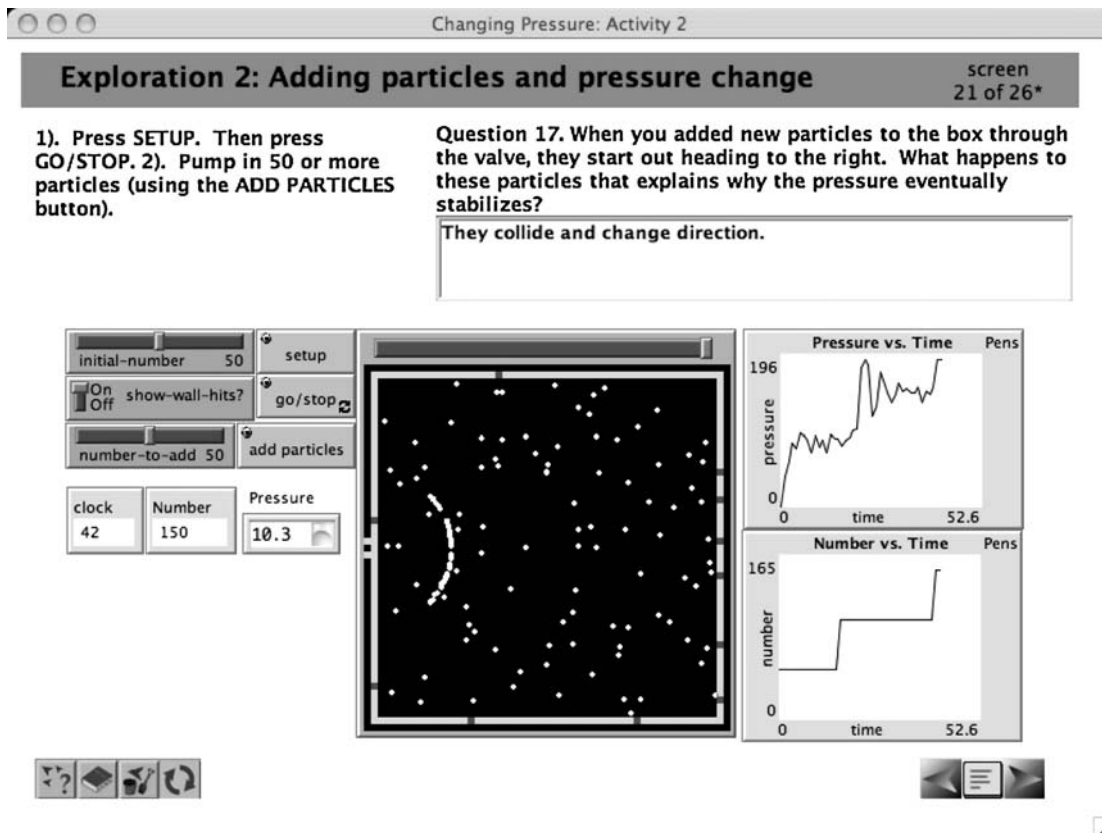 Changing Pressure: Activity 2
Exploration 2: Adding particles and pressure change
screen
21 of 26*
1). Press SETUP. Then press
GO/STOP. 2). Pump in 50 or more
particles (using the ADD PARTICLES
button).
Question 17. When you added new particles to the box through
the valve, they start out heading to the right. What happens to
these particles that explains why the pressure eventually
stabilizes?
They collide and change direction.
initial-number 50
setup
On
Off
show-wall-hits?
go/stop
number-to-add 50
add particles
clock
42
Number
150
Pressure
10.3
Pressure vs. Time
Pens
196
pressure
0
0
time
52.6
Number vs. Time
Pens
165
number
0
0
time
52.6
?